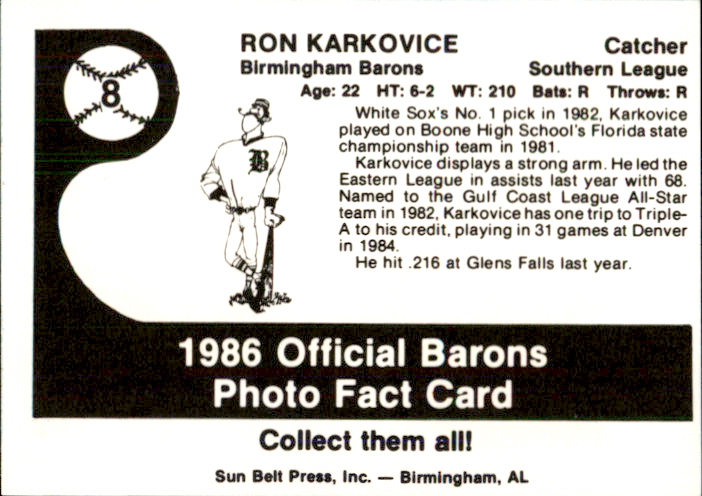 8
RON KARKOVICE Catcher
Birmingham Barons Southern League
Age: 22 HT: 6-2 WT: 210 Bats: R Throws: R
White Sox's No. 1 pick in 1982, Karkovice
played on Boone High School's Florida state
championship team in 1981.
Karkovice displays a strong arm. He led the
Eastern League in assists last year with 68.
Named to the Gulf Coast League All-Star
team in 1982, Karkovice has one trip to Triple-
A to his credit, playing in 31 games at Denver
in 1984.
He hit .216 at Glens Falls last year.
B
1986 Official Barons
Photo Fact Card
Collect them all!
Sun Belt Press, Inc. — Birmingham, AL